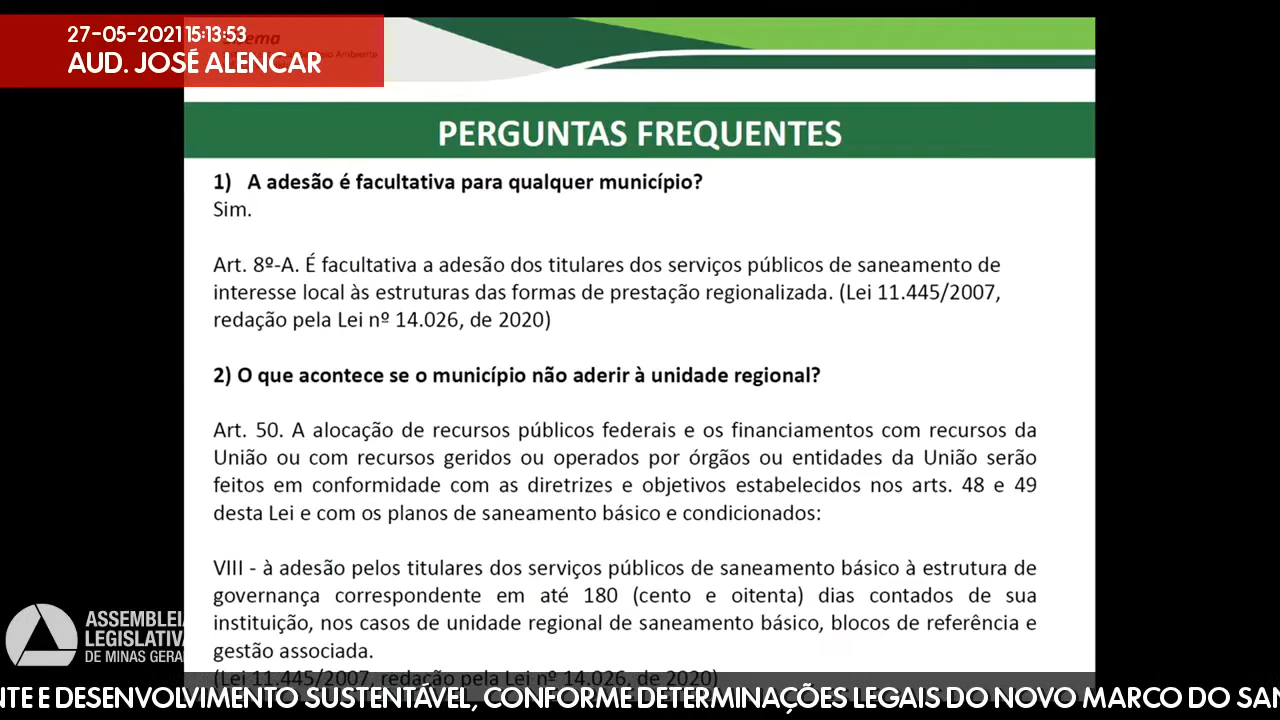 27-05-2021 15:13:53
AUD. JOSÉ ALENCAR
Meio Ambiente
PERGUNTAS FREQUENTES
1) A adesão é facultativa para qualquer município?
Sim.
Art. 8º-A. É facultativa a adesão dos titulares dos serviços públicos de saneamento de
interesse local às estruturas das formas de prestação regionalizada. (Lei 11.445/2007,
redação pela Lei nº 14.026, de 2020)
2) O que acontece se o município não aderir à unidade regional?
Art. 50. A alocação de recursos públicos federais e os financiamentos com recursos da
União ou com recursos geridos ou operados por órgãos ou entidades da União serão
feitos em conformidade com as diretrizes e objetivos estabelecidos nos arts. 48 e 49
desta Lei e com os planos de saneamento básico e condicionados:
VIII - à adesão pelos titulares dos serviços públicos de saneamento básico à estrutura de
governança correspondente em até 180 (cento e oitenta) dias contados de sua
instituição, nos casos de unidade regional de saneamento básico, blocos de referência e
gestão associada.
(Lei 11.445/2007, redação pela Lei nº 14.026, de 2020)
ASSEMBLEIA
LEGISLATIVA
DE MINAS GERAI
NTE E DESENVOLVIMENTO SUSTENTÁVEL, CONFORME DETERMINAÇÕES LEGAIS DO NOVO MARCO DO SAN